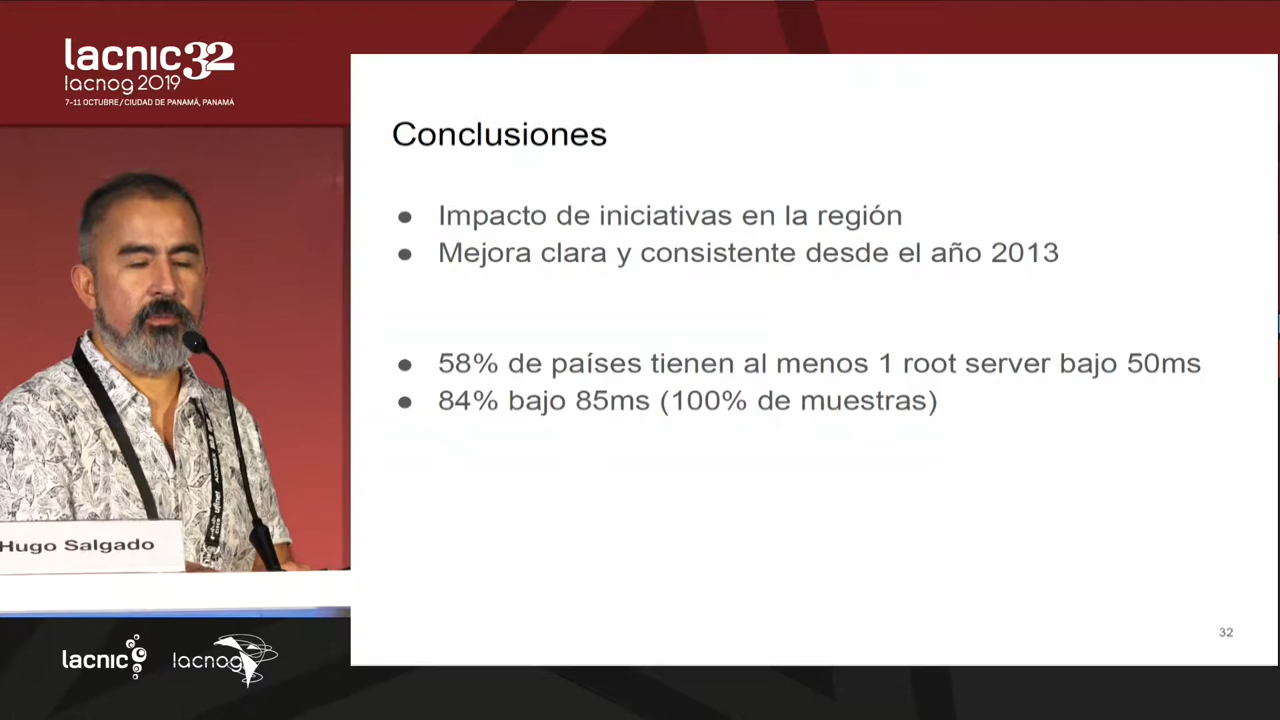 lacnic32
lacnog 2019
7-11 OCTUBRE/CIUDAD DE PANAMÁ, PANAMÁ
Conclusiones
● Impacto de iniciativas en la región
● Mejora clara y consistente desde el año 2013
● 58% de países tienen al menos 1 root server bajo 50ms
● 84% bajo 85ms (100% de muestras)
Hugo Salgado
32
lacnic
lacnog